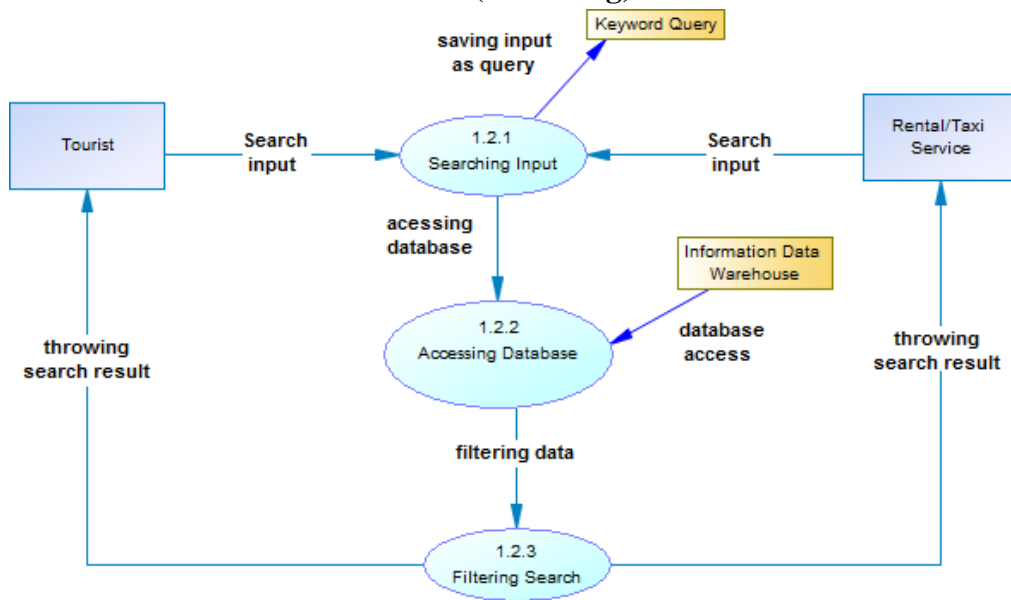 Keyword Query
saving input
as query
Tourist
Search
input
1.2.1
Searching Input
Search
input
Rental/Taxi
Service
acessing
database
Information Data
Warehouse
1.2.2
Accessing Database
database
access
throwing
search result
throwing
search result
filtering data
1.2.3
Filtering Search